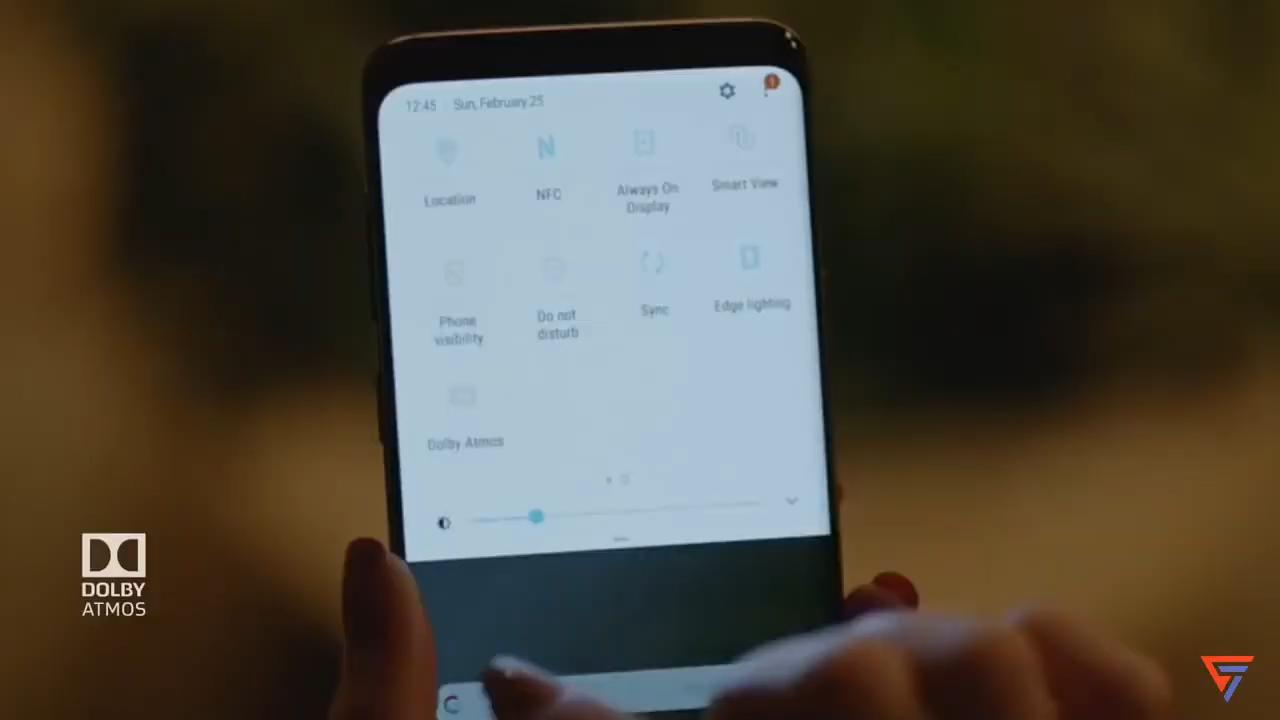 12:45 Sun, February 25
Location
NFC
Always On
Display
Smart View
Phone
visibility
Do not
disturb
Sync
Edge lighting
Dolby Atmos
DOLBY
ATMOS